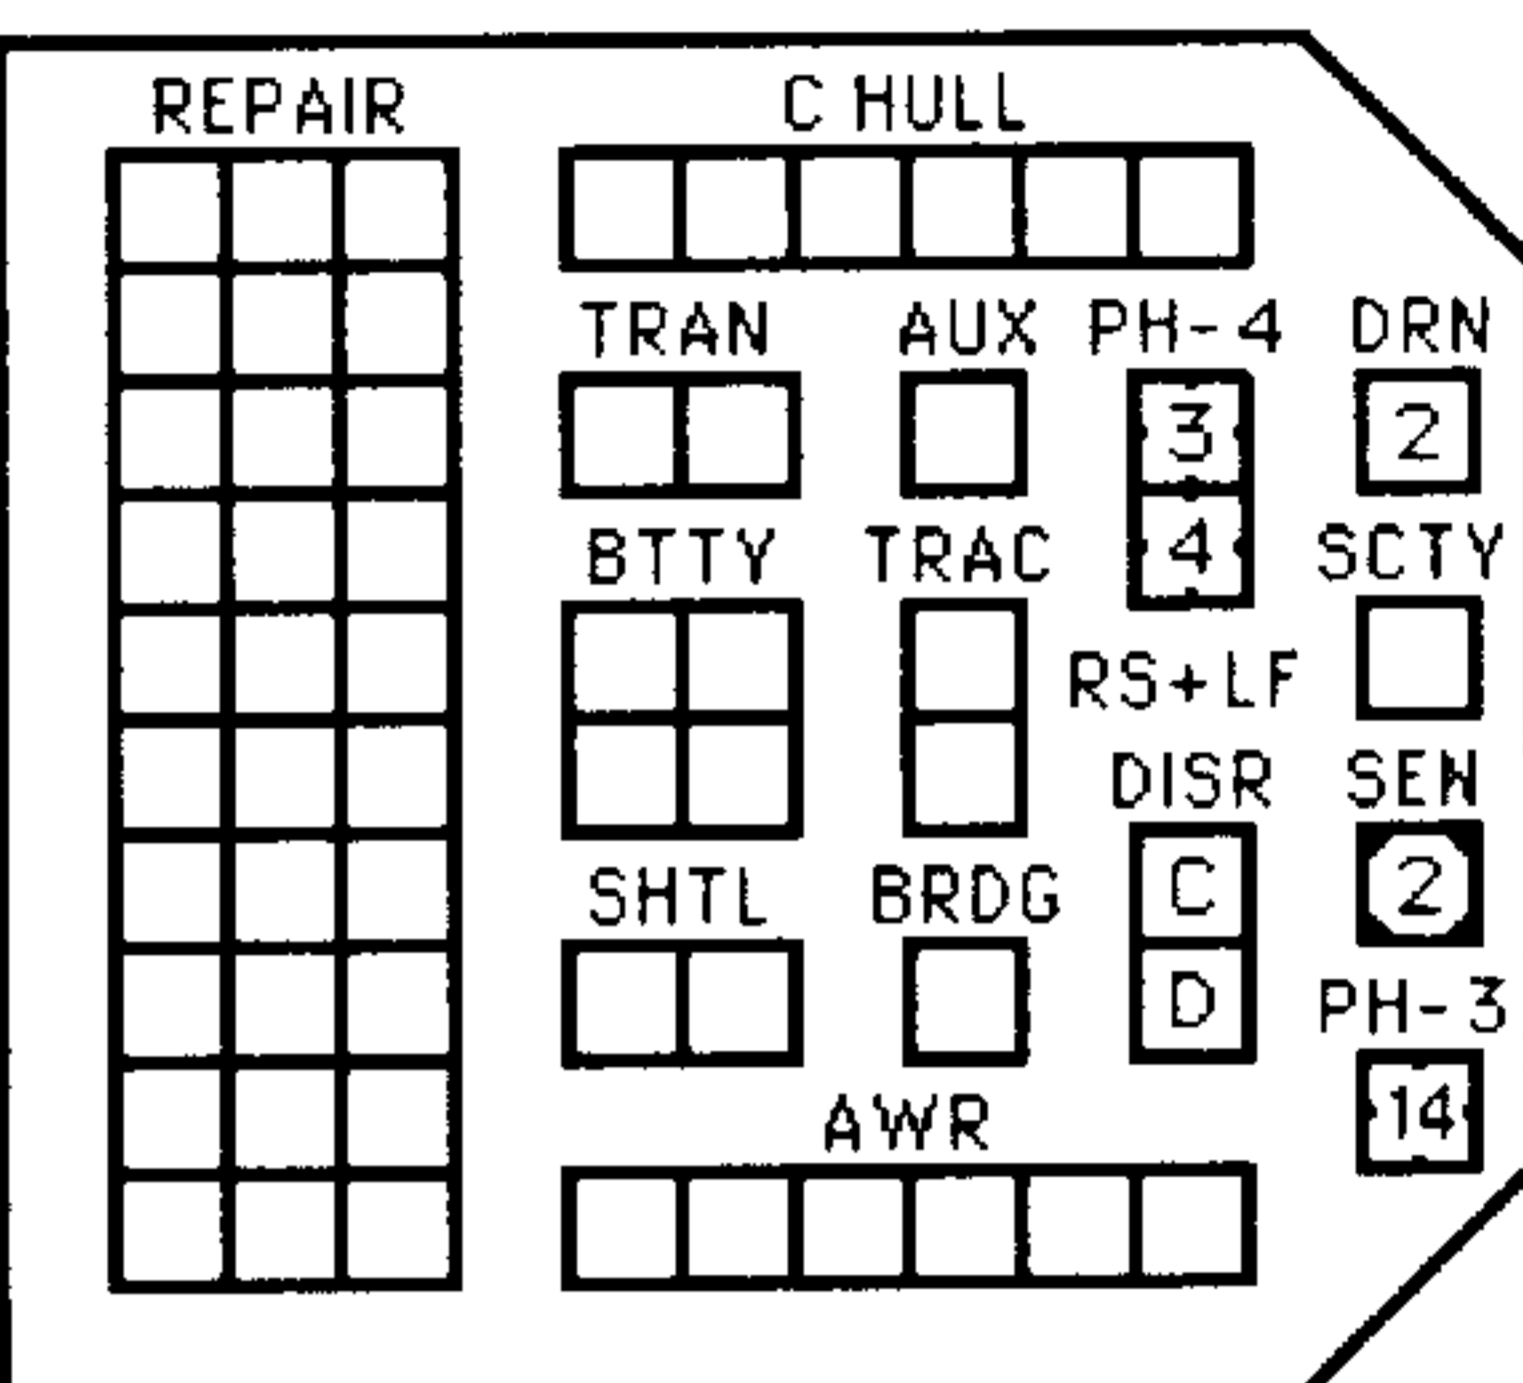 REPAIR
C HULL
TRAN
AUX
PH-4
DRN
3
2
4
BTTY
TRAC
SCTY
RS+LF
DISR
SEN
C
2
SHTL
BRDG
D
PH-3
14
AWR